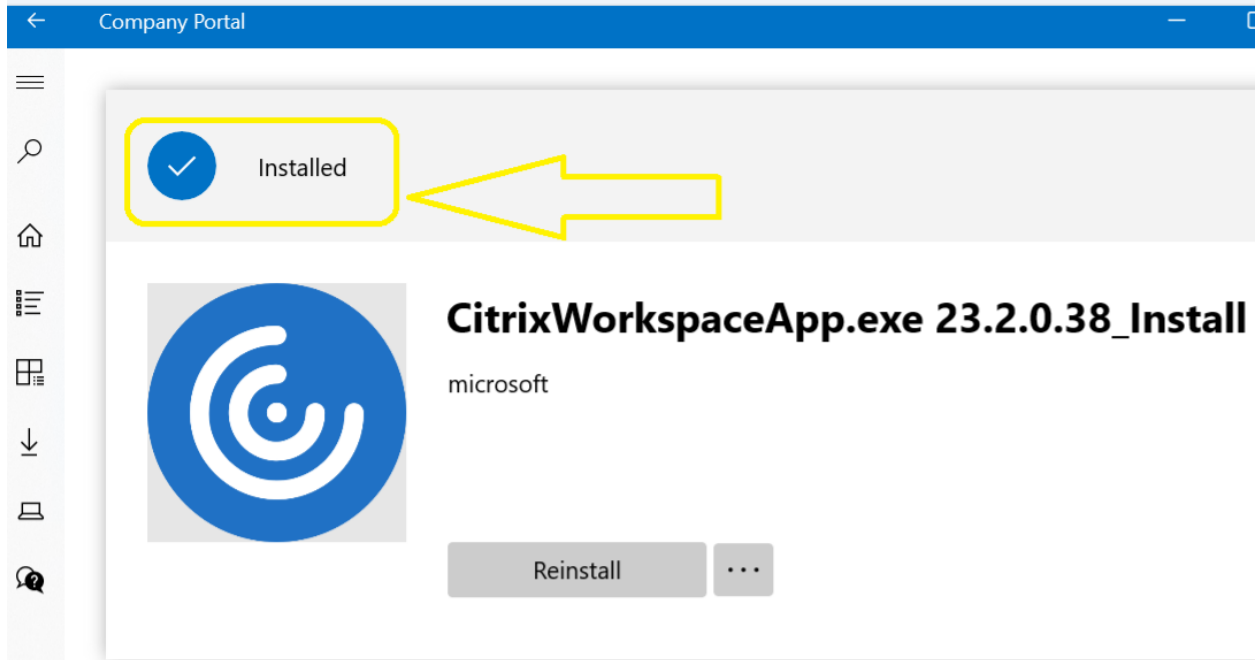 Company Portal
Installed
CitrixWorkspaceApp.exe 23.2.0.38_Install
microsoft
Reinstall